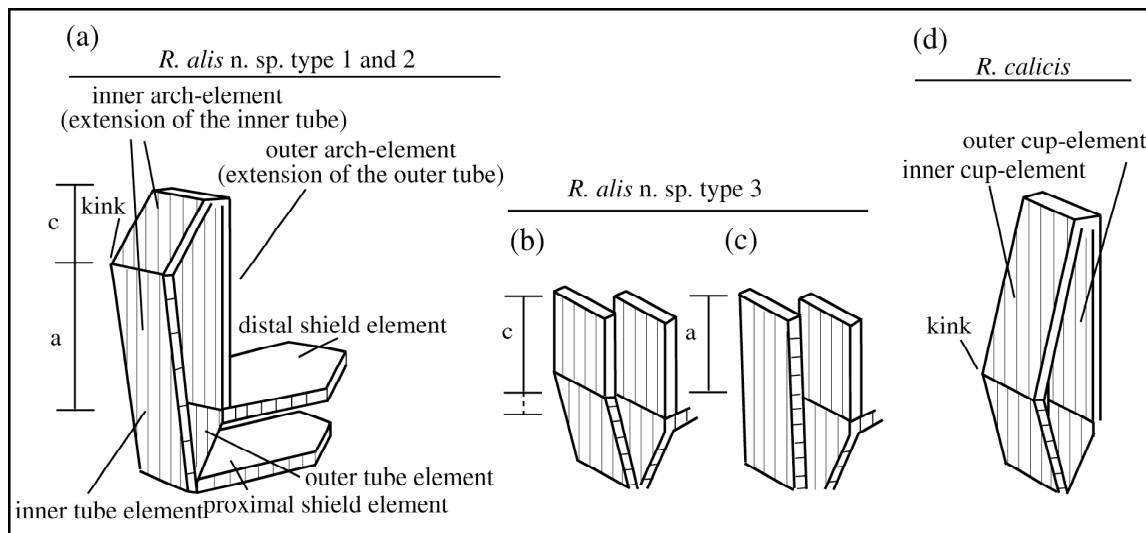 (a)
R. alis n. sp. type 1 and 2
inner arch-element
(extension of the inner tube)
outer arch-element
(extension of the outer tube)
c
kink
a
distal shield element
outer tube element
inner tube element
proximal shield element
R. alis n. sp. type 3
(b)
c
(c)
a
(d)
R. calicis
outer cup-element
inner cup-element
kink